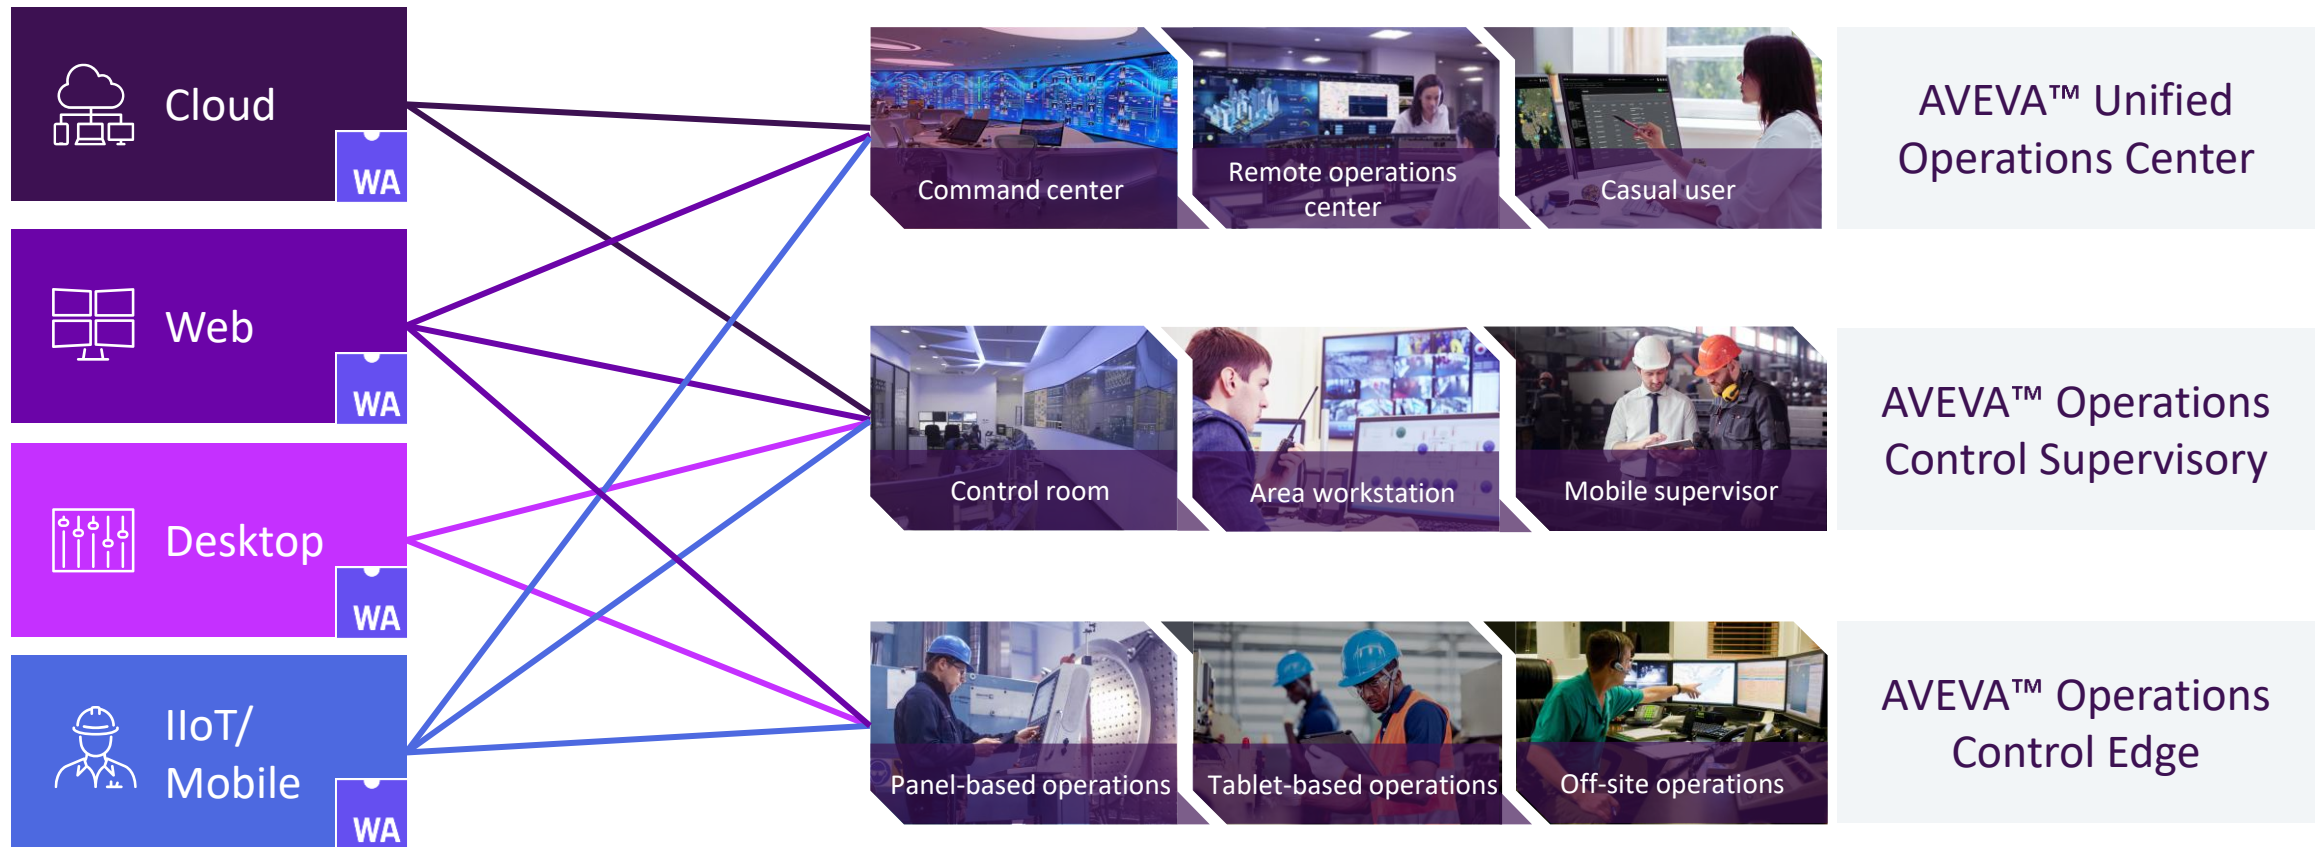 Cloud
WA
Web
WA
Desktop
WA
IIoT/
Mobile
WA
Command center
Remote operations
center
Casual user
AVEVA™ Unified
Operations Center
Control room
Area workstation
Mobile supervisor
AVEVA™ Operations
Control Supervisory
Panel-based operations
Tablet-based operations
Off-site operations
AVEVA™ Operations
Control Edge